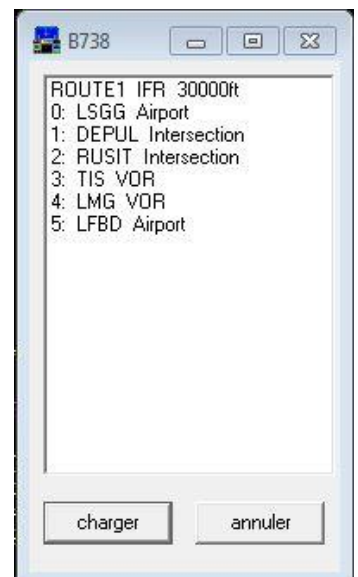 B738
ROUTE1 IFR 30000ft
0: LSGG Airport
1: DEPUL Intersection
2: RUSIT Intersection
3: TIS VOR
4: LMG VOR
5: LFBD Airport
charger annuler